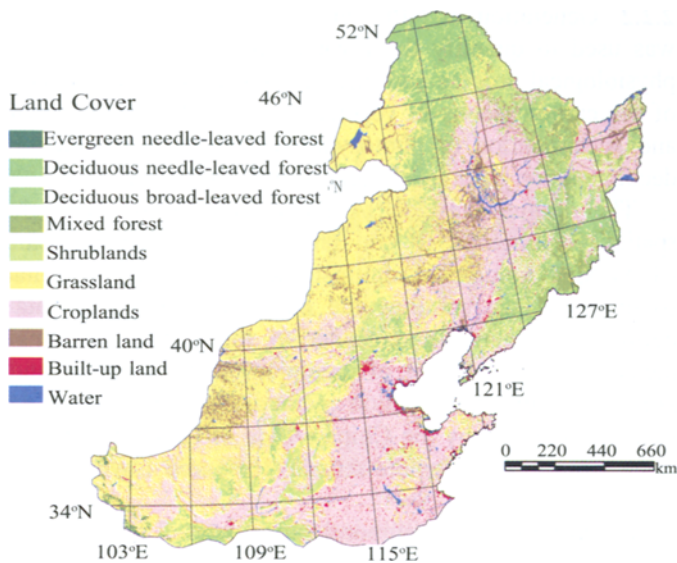 52°N
46°N
Land Cover
Evergreen needle-leaved forest
Deciduous needle-leaved forest
Deciduous broad-leaved forest
°N
Mixed forest
Shrublands
Grassland
Croplands
Barren land
Built-up land
Water
127°E
40°N
121°E
0 220 440 660
km
34°N
103°E 109°E 115°E